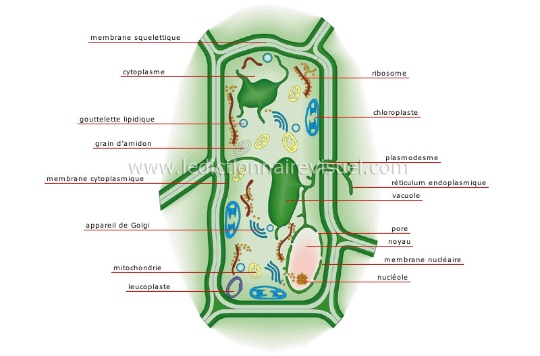 membrane squelettique
cytoplasme
ribosome
chloroplaste
gouttelette lipidique
grain d'amidon
plasmodesme
www.ledictionnairevisuel.com
membrane cytoplasmique
réticulum endoplasmique
vacuole
appareil de Golgi
pore
noyau
membrane nucléaire
mitochondrie
nucléole
leucoplaste